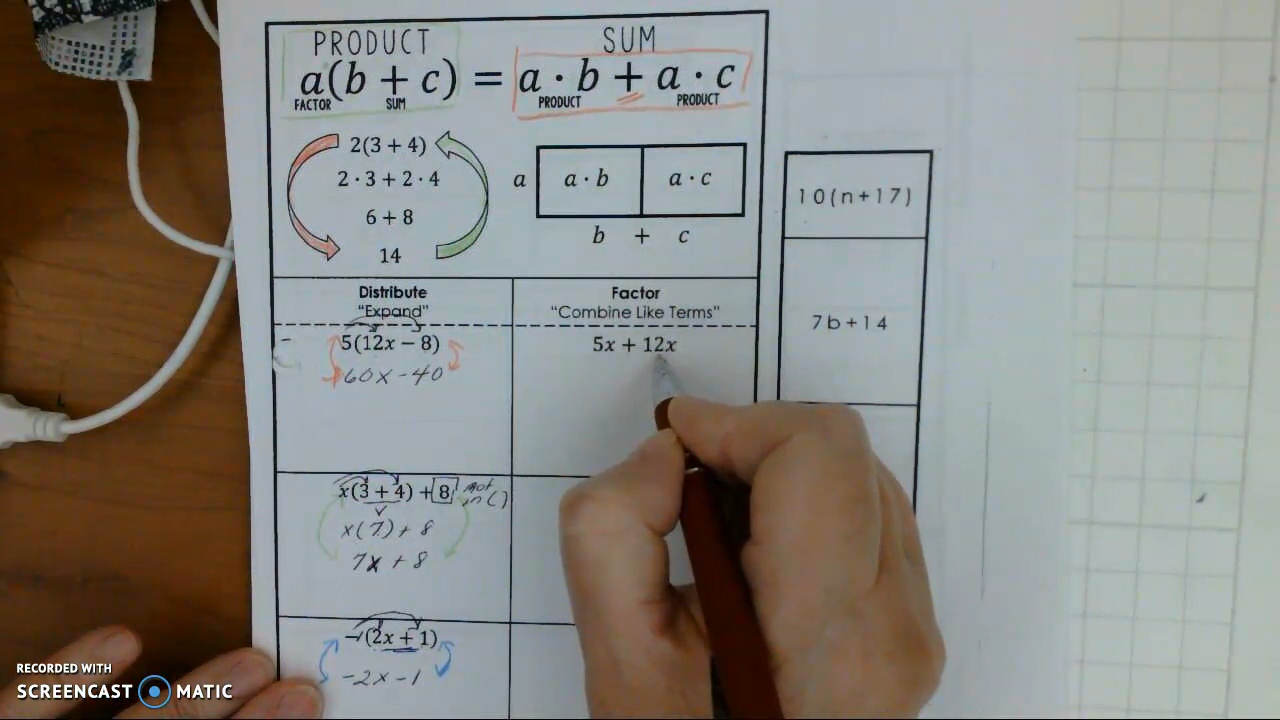 PRODUCT SUM
a(b + c) = a · b + a · c
FACTOR SUM PRODUCT PRODUCT
2(3 + 4)
2 · 3 + 2 · 4
6 + 8
14
a a · b a · c
b + c
Distribute
"Expand"
5(12x − 8)
60x − 40
x(3 + 4) + 8 not in ( )
x(7) + 8
7x + 8
−(2x + 1)
−2x − 1
Factor
"Combine Like Terms"
5x + 12x
10(n+17)
7b+14
RECORDED WITH
SCREENCAST MATIC